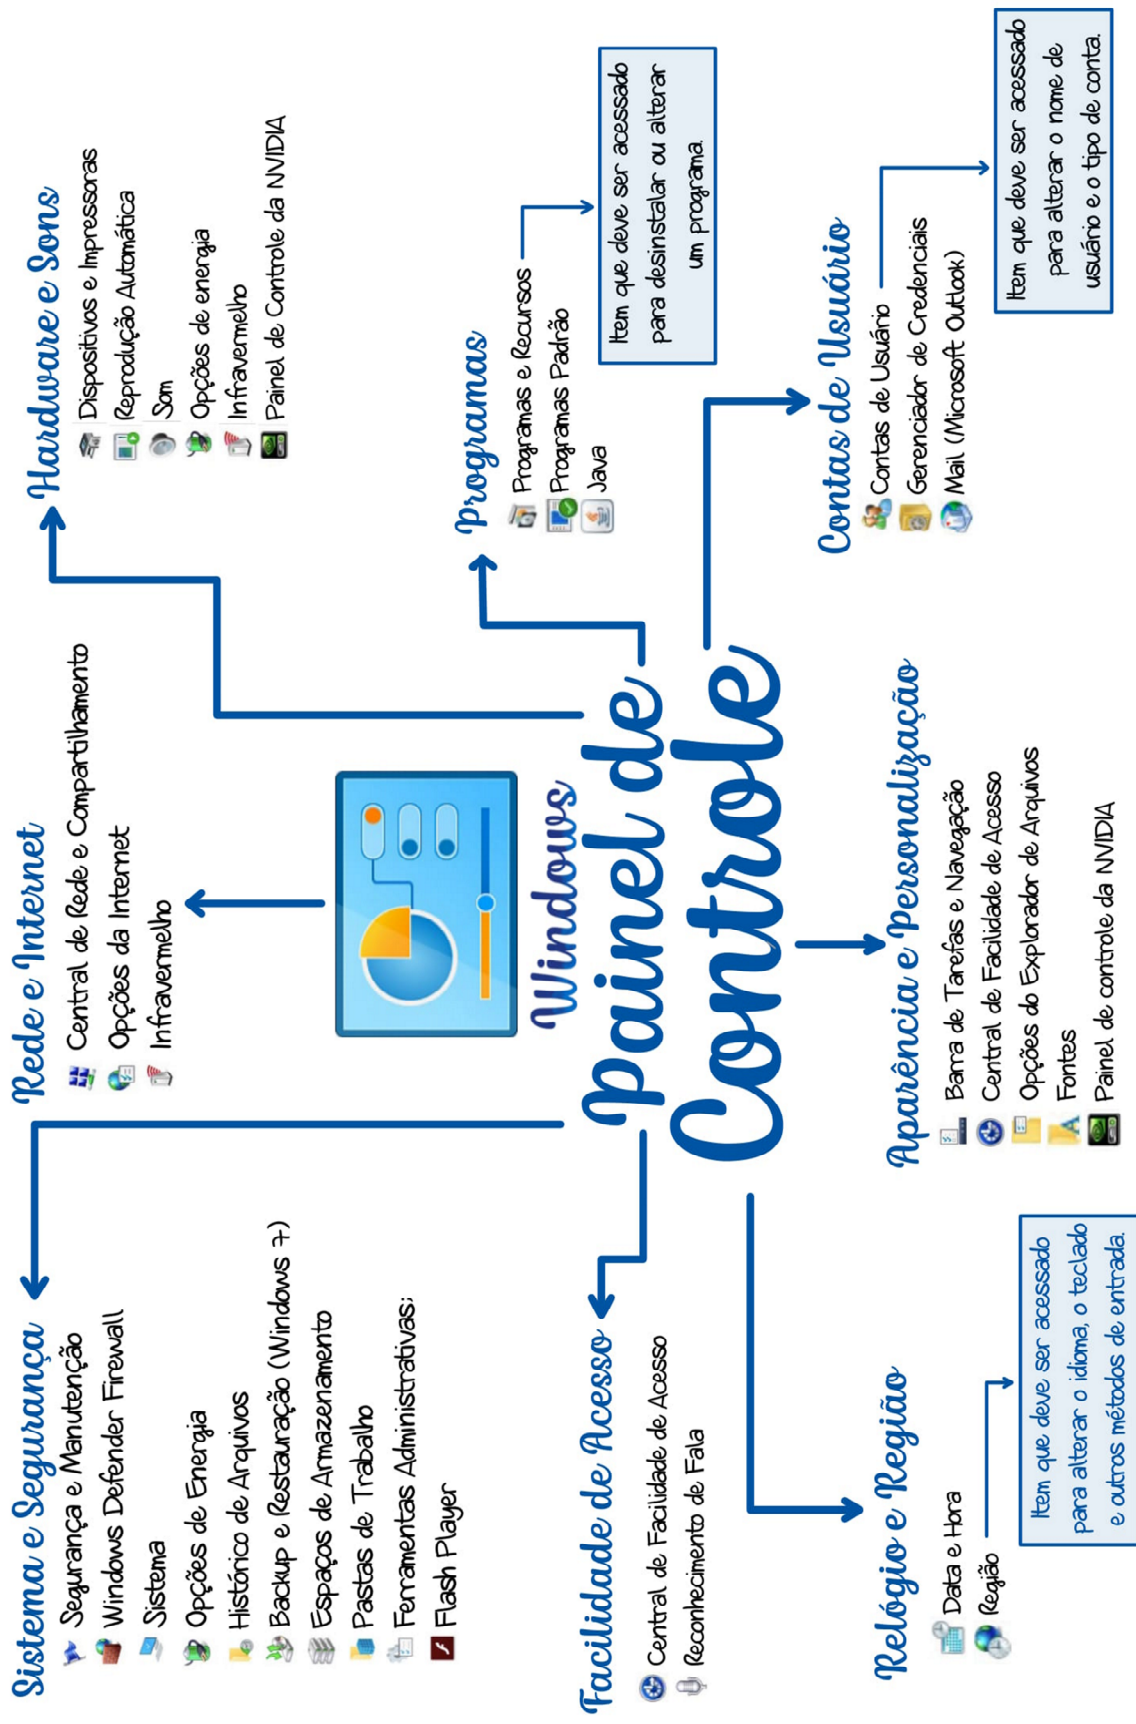 Sistema e Segurança
Segurança e Manutenção
Windows Defender Firewall
Sistema
Opções de Energia
Histórico de Arquivos
Backup e Restauração (Windows 7)
Espaços de Armazenamento
Pastas de Trabalho
Ferramentas Administrativas:
Flash Player
Rede e Internet
Central de Rede e Compartilhamento
Opções da Internet
Infravermelho
Hardware e Sons
Dispositivos e Impressoras
Reprodução Automática
Som
Opções de energia
Infravermelho
Painel de Controle da NVIDIA
Windows
Painel de
Controle
Programas
Programas e Recursos
Programas Padrão
Java
Item que deve ser acessado
para desinstalar ou alterar
um programa.
Facilidade de Acesso
Central de Facilidade de Acesso
Reconhecimento de Fala
Relógio e Região
Data e Hora
Região
Item que deve ser acessado
para alterar o idioma, o teclado
e outros métodos de entrada.
Aparência e Personalização
Barra de Tarefas e Navegação
Central de Facilidade de Acesso
Opções do Explorador de Arquivos
Fontes
Painel de controle da NVIDIA
Contas de Usuário
Contas de Usuário
Gerenciador de Credenciais
Mail (Microsoft Outlook)
Item que deve ser acessado
para alterar o nome de
usuário e o tipo de conta.